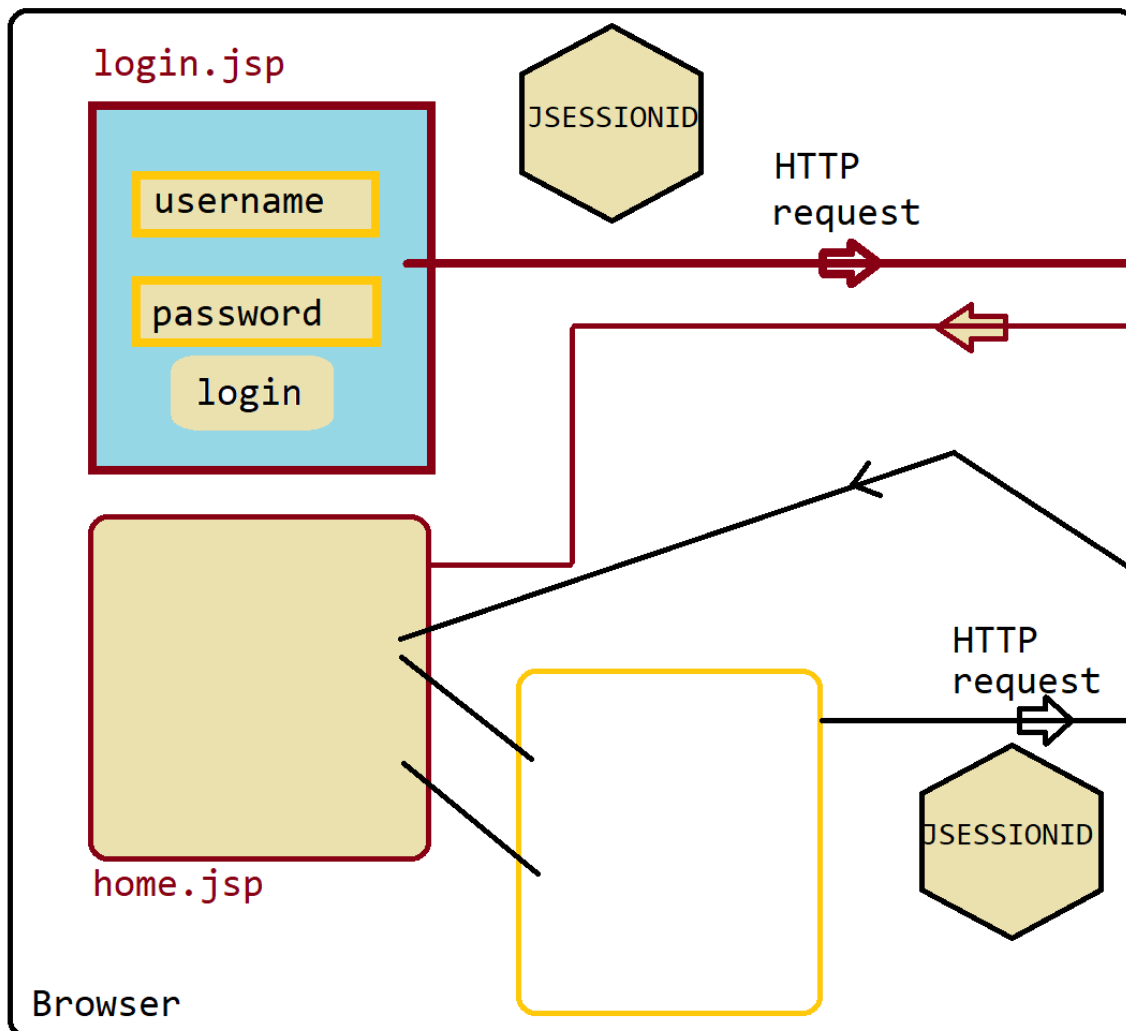 login.jsp
JSESSIONID
HTTP
request
username
password
login
HTTP
request
JSESSIONID
home.jsp
Browser